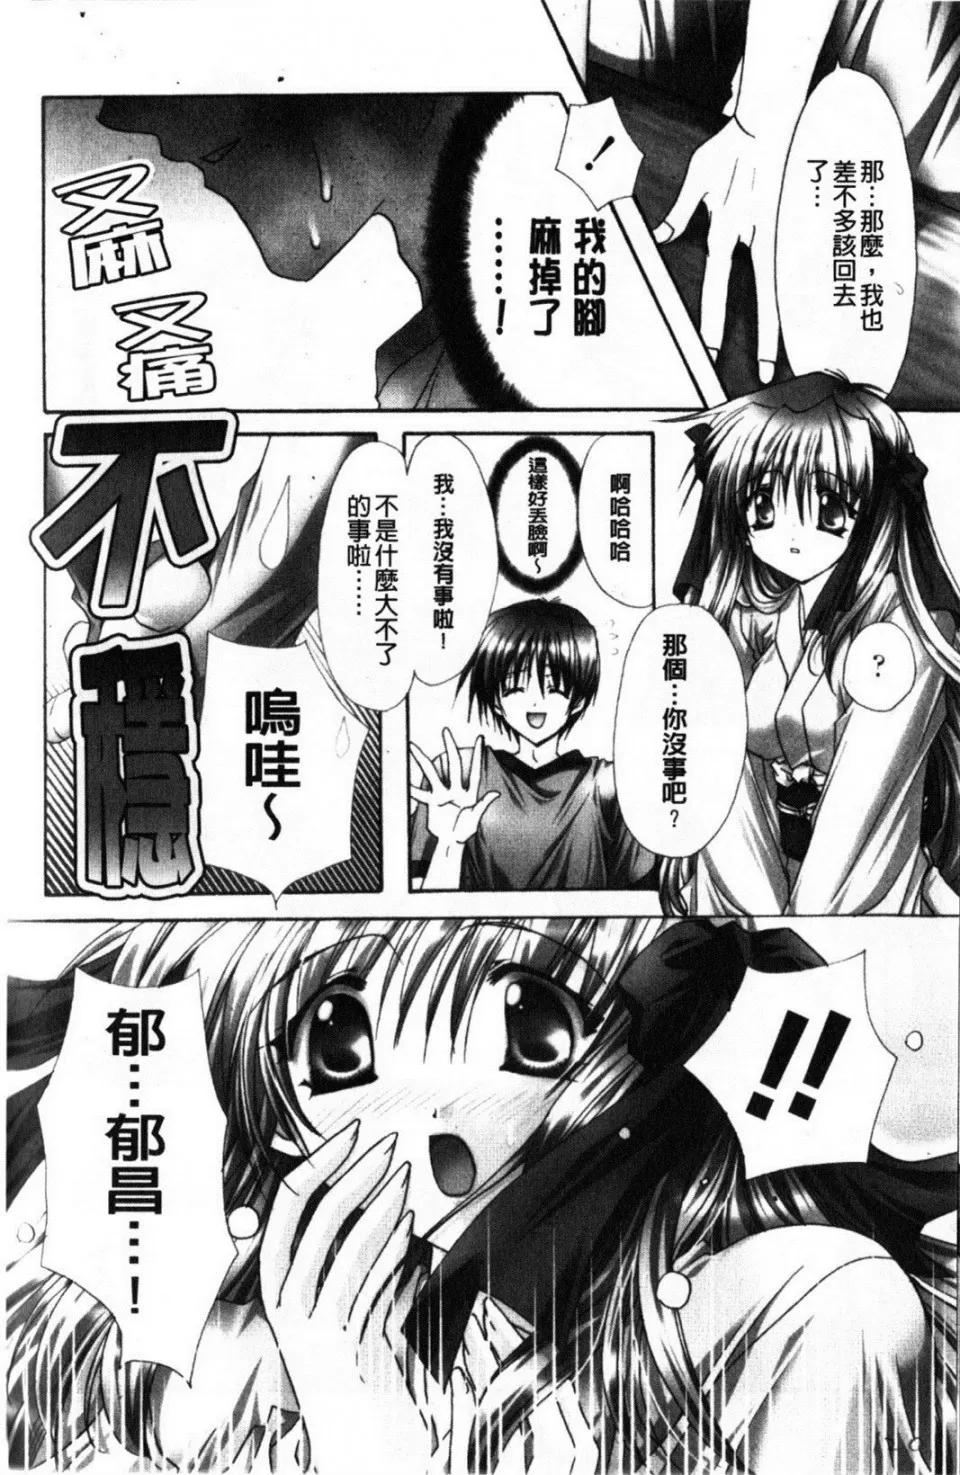 那…那麼，我也
差不多該回去
了…
！
我的腳
麻掉了
………！
又麻
又痛
啊哈哈哈
這樣好丟臉啊～
？
那個…你沒事吧？
我…我沒有事啦！
不是什麼大不了
的事啦……
不穩
嗚哇～
！！
郁…郁昌…！
120